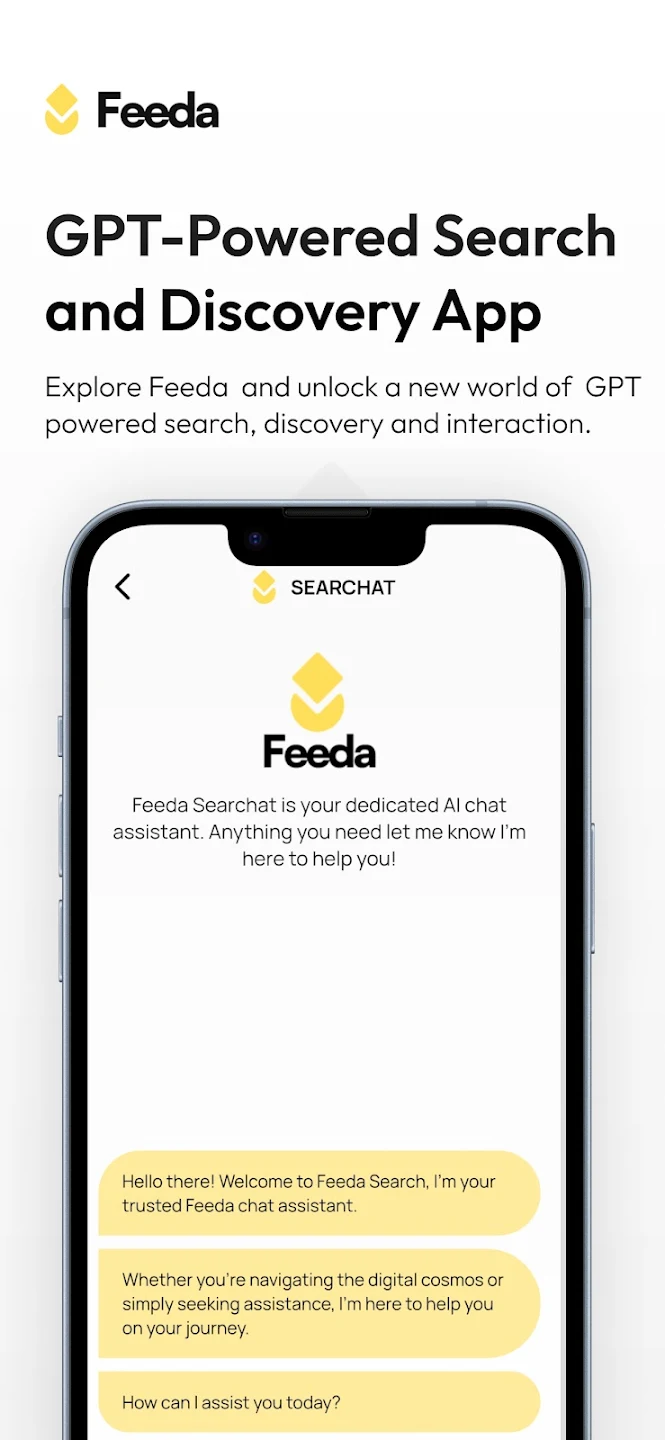 Feeda
GPT-Powered Search
and Discovery App
Explore Feeda  and unlock a new world of  GPT
powered search, discovery and interaction.
SEARCHAT
Feeda
Feeda Searchat is your dedicated AI chat
assistant. Anything you need let me know I'm
here to help you!
Hello there! Welcome to Feeda Search, I'm your
trusted Feeda chat assistant.
Whether you're navigating the digital cosmos or
simply seeking assistance, I'm here to help you
on your journey.
How can I assist you today?